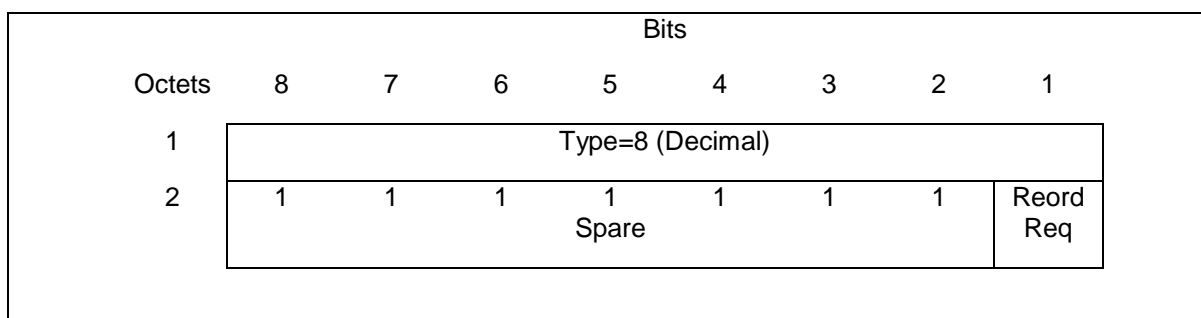 Bits
Octets 8 7 6 5 4 3 2 1
1 Type=8 (Decimal)
2 1 1 1 1 1 1 1 Reord
Spare Req